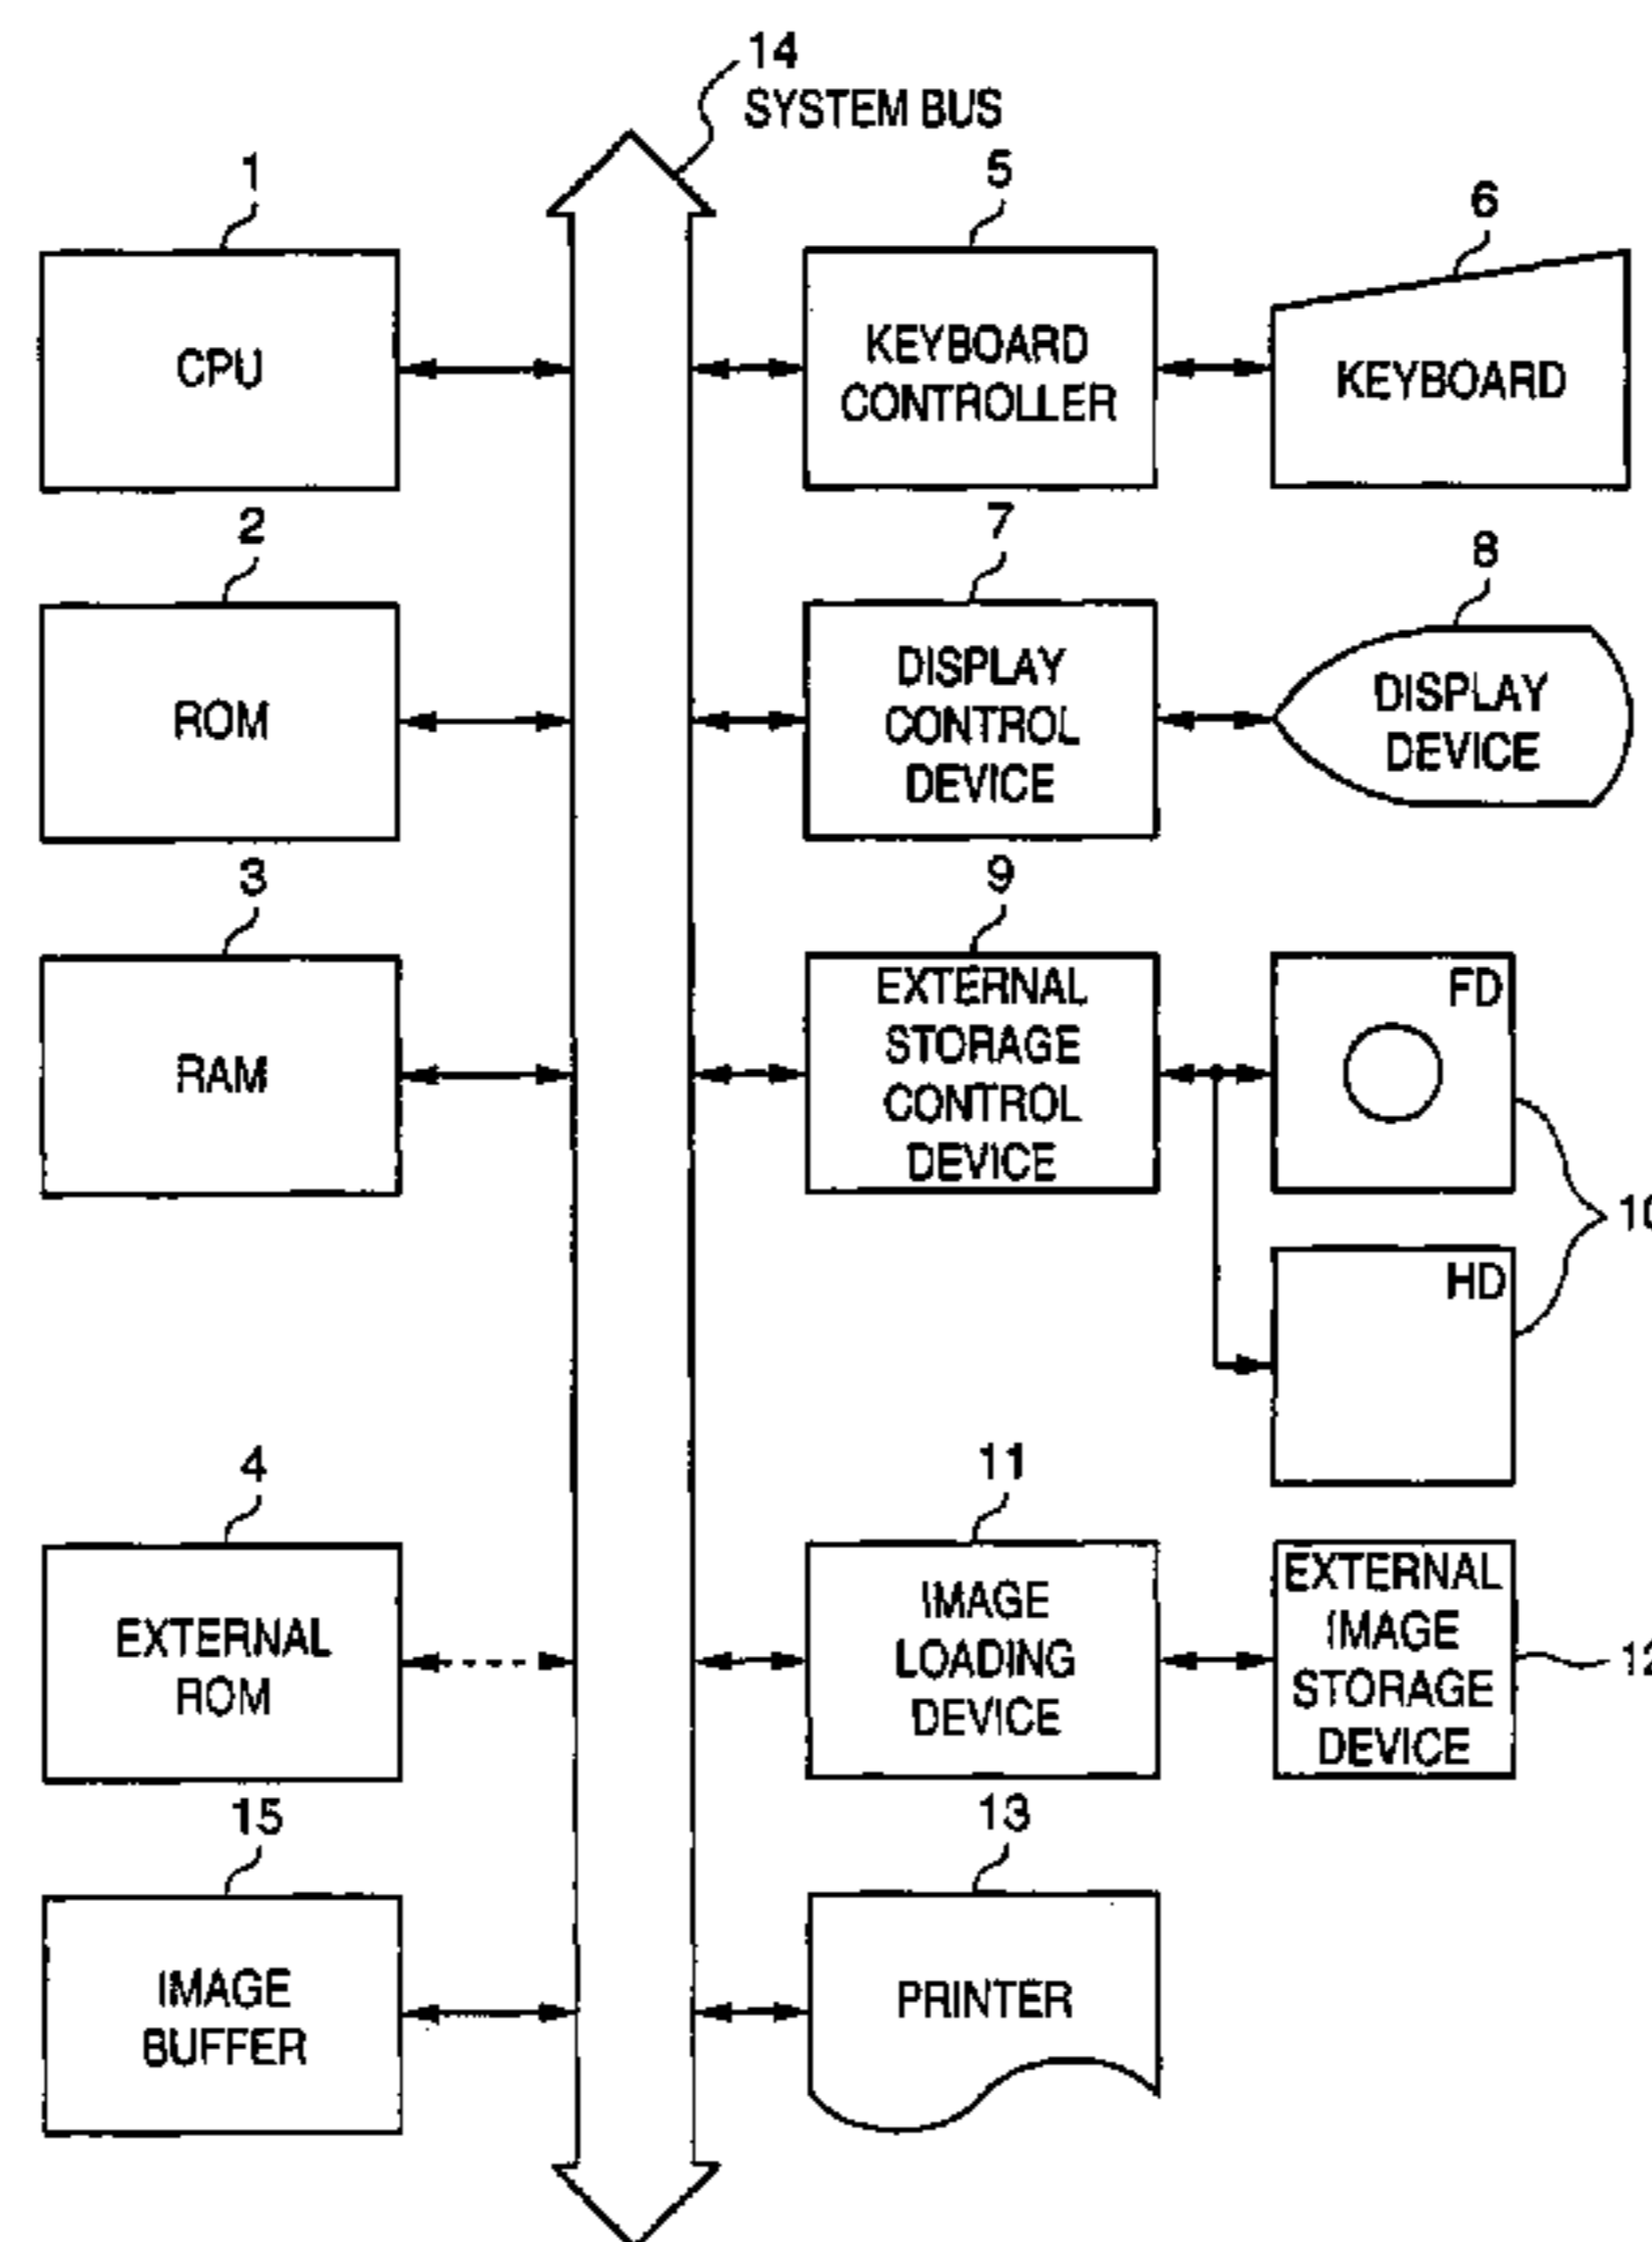 14
SYSTEM BUS
1
CPU
5
KEYBOARD
CONTROLLER
6
KEYBOARD
2
ROM
7
DISPLAY
CONTROL
DEVICE
8
DISPLAY
DEVICE
3
RAM
9
EXTERNAL
STORAGE
CONTROL
DEVICE
FD
10
HD
4
EXTERNAL
ROM
11
IMAGE
LOADING
DEVICE
EXTERNAL
IMAGE
STORAGE
DEVICE
12
15
IMAGE
BUFFER
13
PRINTER